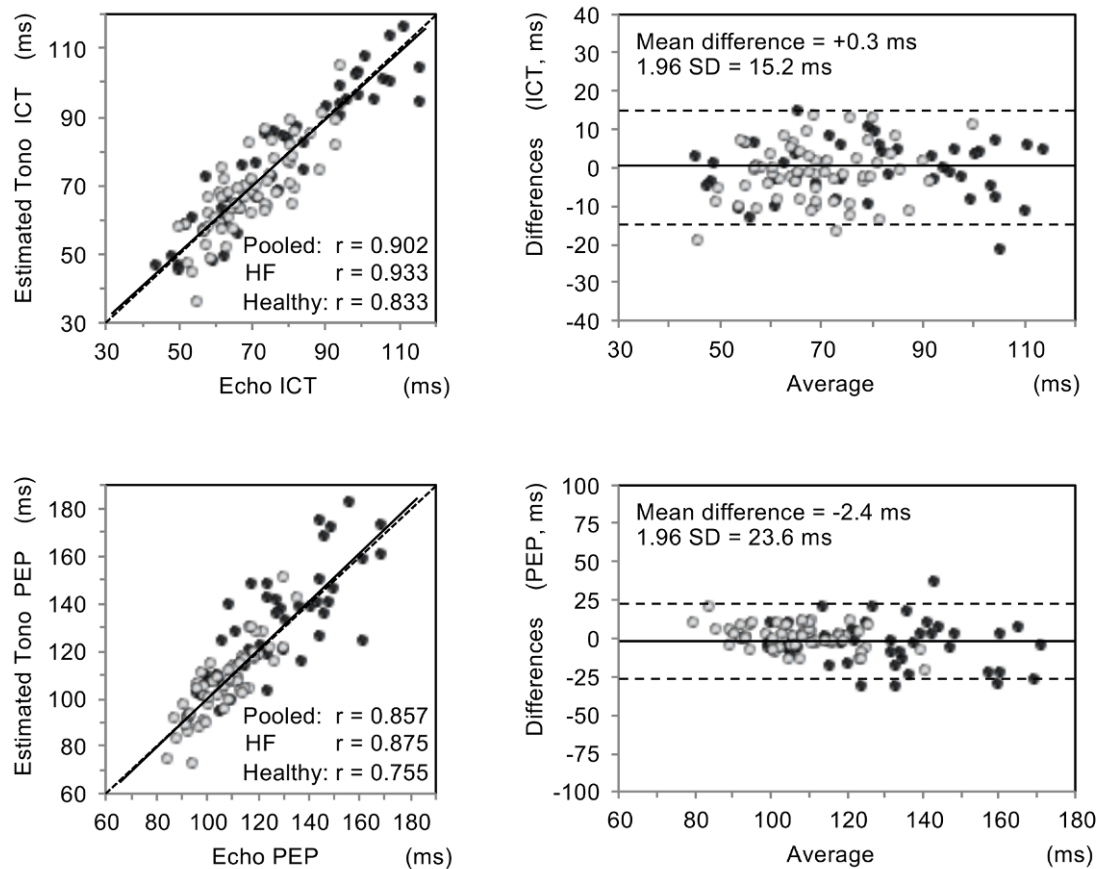 Estimated Tono ICT (ms)
110
90
70
50
30
Pooled: r = 0.902
HF r = 0.933
Healthy: r = 0.833
30 50 70 90 110
Echo ICT (ms)
Differences (ICT, ms)
40
30
20
10
0
-10
-20
-30
-40
Mean difference = +0.3 ms
1.96 SD = 15.2 ms
30 50 70 90 110
Average (ms)
Estimated Tono PEP (ms)
180
160
140
120
100
80
60
Pooled: r = 0.857
HF r = 0.875
Healthy: r = 0.755
60 80 100 120 140 160 180
Echo PEP (ms)
Differences (PEP, ms)
100
75
50
25
0
-25
-50
-75
-100
Mean difference = -2.4 ms
1.96 SD = 23.6 ms
60 80 100 120 140 160 180
Average (ms)